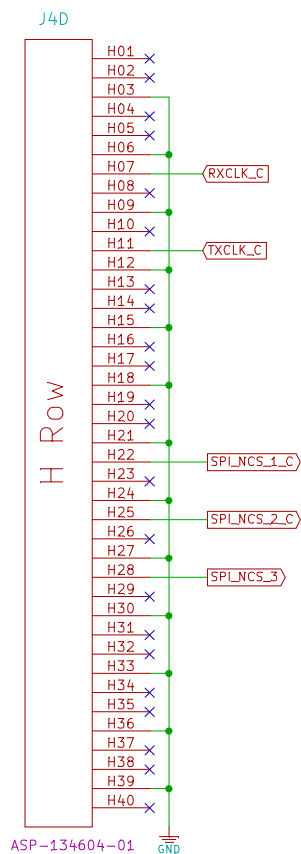 J4D
H01
H02
H03
H04
H05
H06
H07 RXCLK_C
H08
H09
H10
H11 TXCLK_C
H12
H13
H14
H15
H16
H17
H18
H19
H20
H21
H22 SPI_NCS_1_C
H23
H24
H25 SPI_NCS_2_C
H26
H27
H28 SPI_NCS_3
H29
H30
H31
H32
H33
H34
H35
H36
H37
H38
H39
H40
H Row
ASP-134604-01
GND